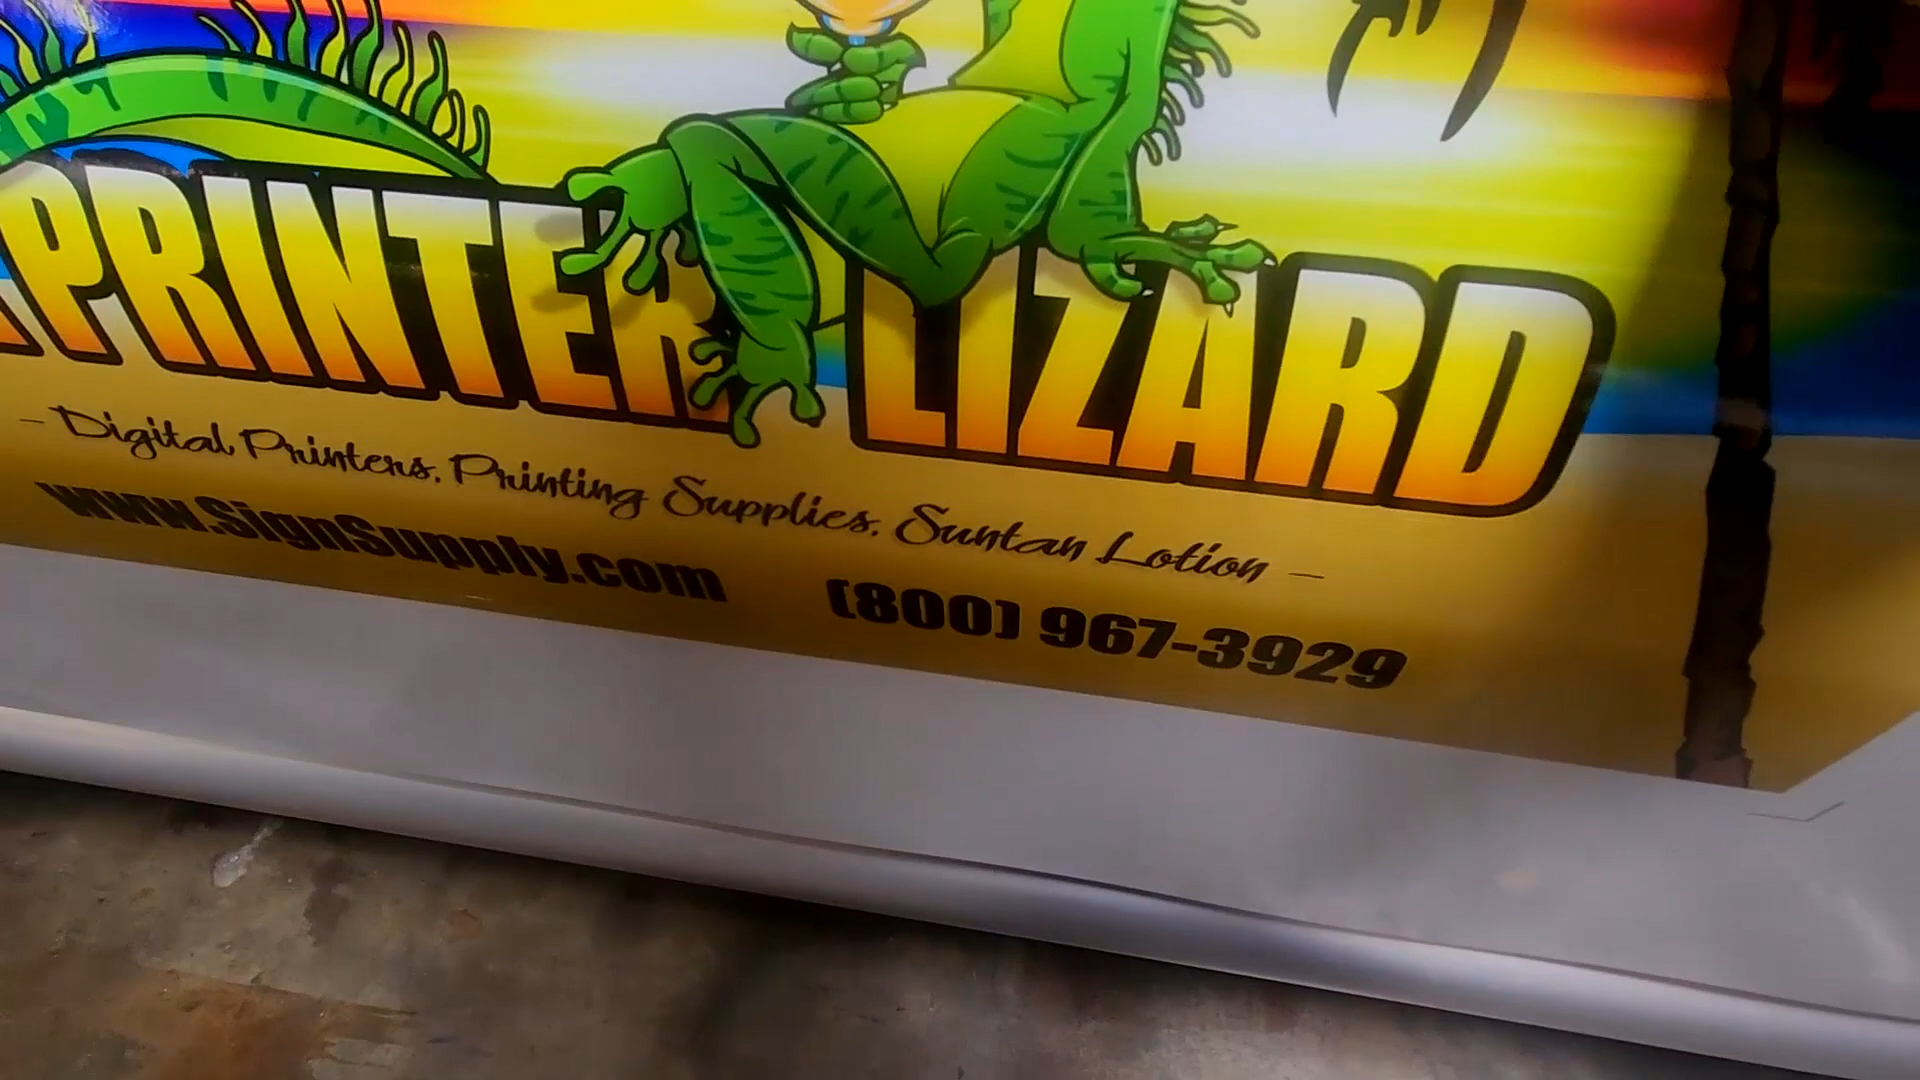 PRINTER LIZARD
– Digital Printers, Printing Supplies, Suntan Lotion –
www.SignSupply.com (800) 967-3929